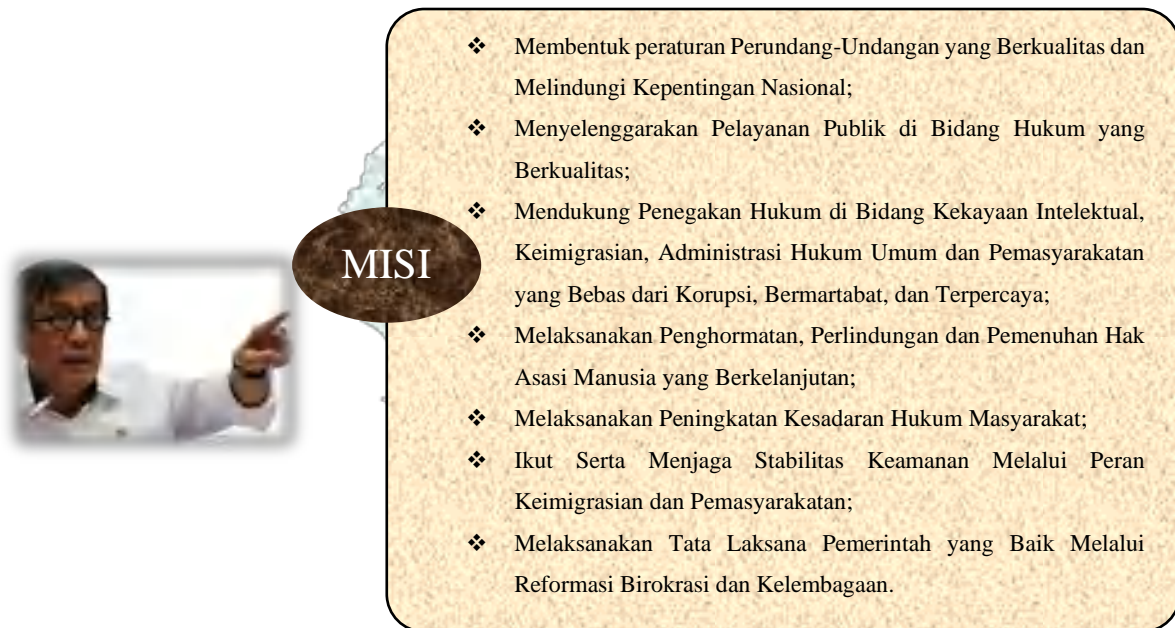 MISI
❖ Membentuk peraturan Perundang-Undangan yang Berkualitas dan
Melindungi Kepentingan Nasional;
❖ Menyelenggarakan Pelayanan Publik di Bidang Hukum yang
Berkualitas;
❖ Mendukung Penegakan Hukum di Bidang Kekayaan Intelektual,
Keimigrasian, Administrasi Hukum Umum dan Pemasyarakatan
yang Bebas dari Korupsi, Bermartabat, dan Terpercaya;
❖ Melaksanakan Penghormatan, Perlindungan dan Pemenuhan Hak
Asasi Manusia yang Berkelanjutan;
❖ Melaksanakan Peningkatan Kesadaran Hukum Masyarakat;
❖ Ikut Serta Menjaga Stabilitas Keamanan Melalui Peran
Keimigrasian dan Pemasyarakatan;
❖ Melaksanakan Tata Laksana Pemerintah yang Baik Melalui
Reformasi Birokrasi dan Kelembagaan.